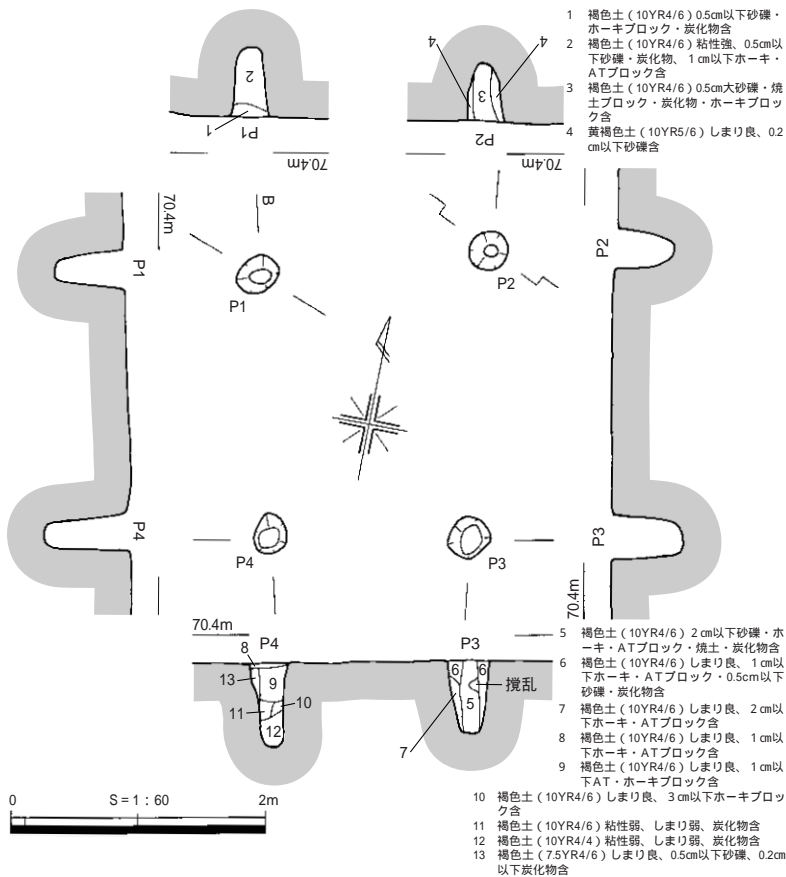 1 褐色土（10YR4/6）0.5㎝以下砂礫・
ホーキブロック・炭化物含
2 褐色土（10YR4/6）粘性強、0.5㎝以
下砂礫・炭化物、１㎝以下ホーキ・
ＡＴブロック含
3 褐色土（10YR4/6）0.5㎝大砂礫・焼
土ブロック・炭化物・ホーキブロッ
ク含
4 黄褐色土（10YR5/6）しまり良、0.2
㎝以下砂礫含
2
1
P1
70.4m
4
4
3
P2
70.4m
70.4m
B
P1
P1
P2
P2
P4
P4
P3
P3
70.4m
70.4m
P4
P3
8
13
9
10
11
12
6
6
5
7
撹乱
5 褐色土（10YR4/6）２㎝以下砂礫・ホ
ーキ・ＡＴブロック・焼土・炭化物含
6 褐色土（10YR4/6）しまり良、１㎝以
下ホーキ・ＡＴブロック・0.5㎝以下
砂礫・炭化物含
7 褐色土（10YR4/6）しまり良、２㎝以
下ホーキ・ＡＴブロック含
8 褐色土（10YR4/6）しまり良、１㎝以
下ホーキ・ＡＴブロック含
9 褐色土（10YR4/6）しまり良、１㎝以
下AT・ホーキブロック含
10 褐色土（10YR4/6）しまり良、３㎝以下ホーキブロッ
ク含
11 褐色土（10YR4/6）粘性弱、しまり弱、炭化物含
12 褐色土（10YR4/4）粘性弱、しまり弱、炭化物含
13 褐色土（7.5YR4/6）しまり良、0.5㎝以下砂礫、0.2㎝
以下炭化物含
0 S＝1：60 2m